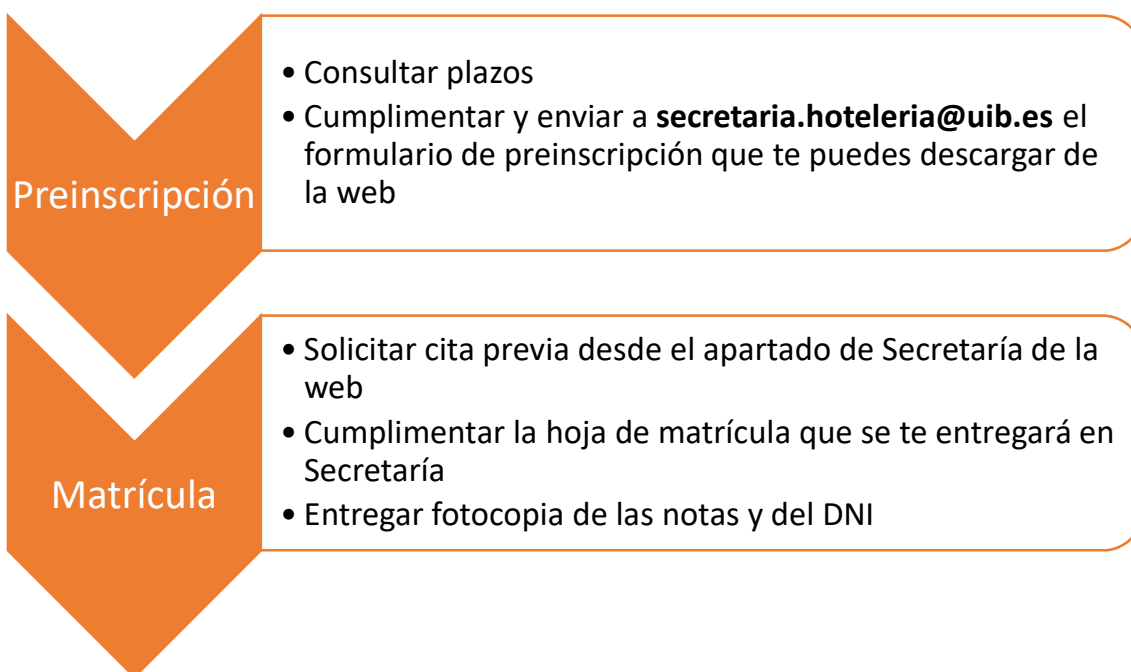 Preinscripción
• Consultar plazos
• Cumplimentar y enviar a secretaria.hoteleria@uib.es el
formulario de preinscripción que te puedes descargar de
la web
Matrícula
• Solicitar cita previa desde el apartado de Secretaría de la
web
• Cumplimentar la hoja de matrícula que se te entregará en
Secretaría
• Entregar fotocopia de las notas y del DNI